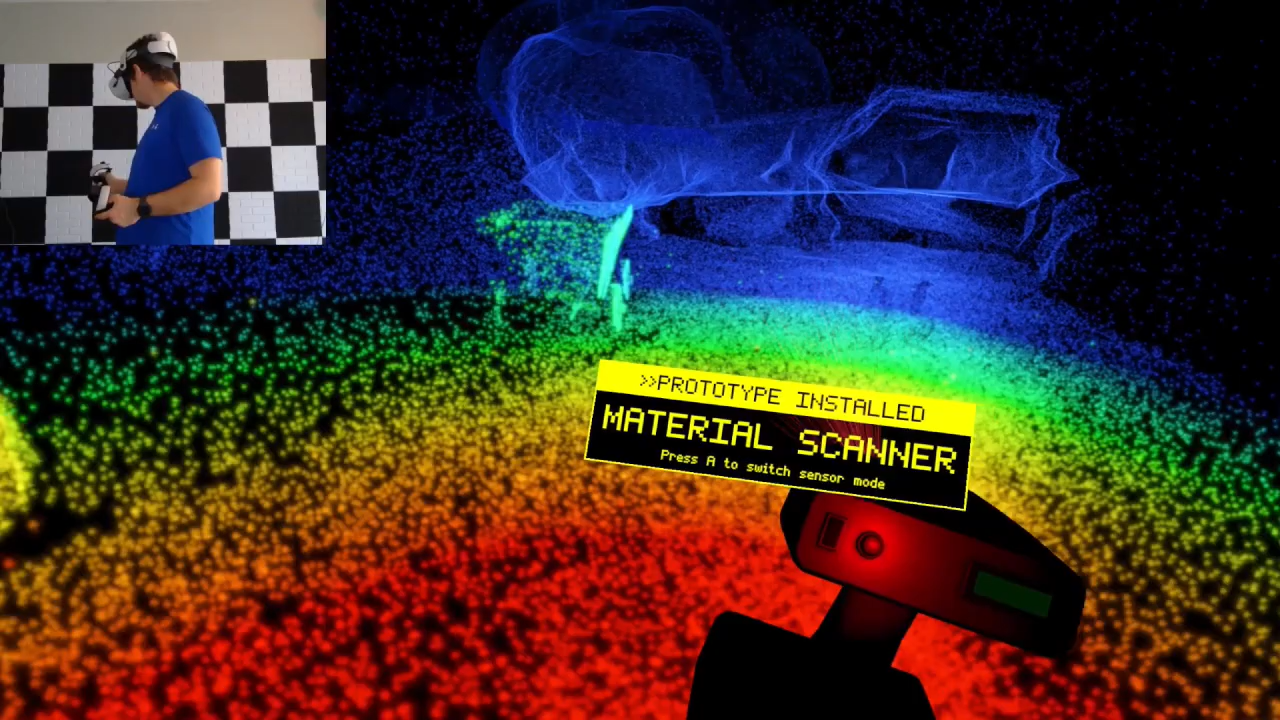 >>PROTOTYPE INSTALLED
MATERIAL SCANNER
Press A to switch sensor mode